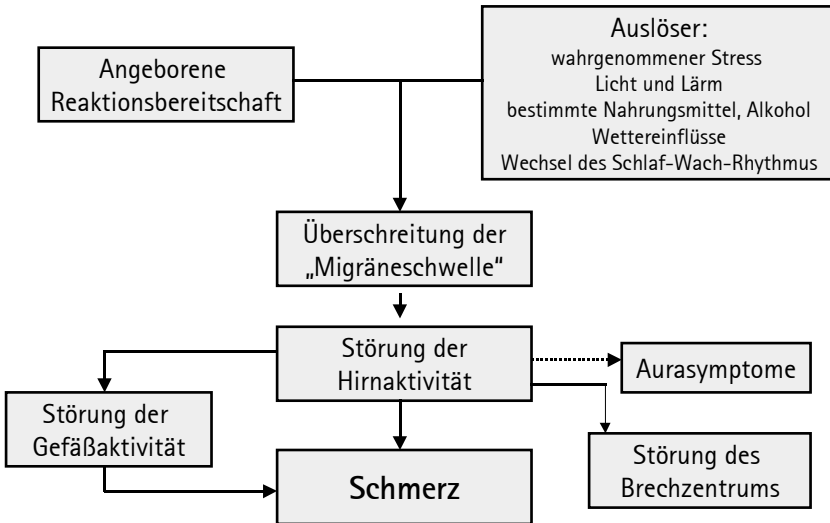 Angeborene
Reaktionsbereitschaft
Auslöser:
wahrgenommener Stress
Licht und Lärm
bestimmte Nahrungsmittel, Alkohol
Wettereinflüsse
Wechsel des Schlaf-Wach-Rhythmus
Überschreitung der
„Migräneschwelle“
Störung der
Hirnaktivität
Aurasymptome
Störung der
Gefäßaktivität
Schmerz
Störung des
Brechzentrums